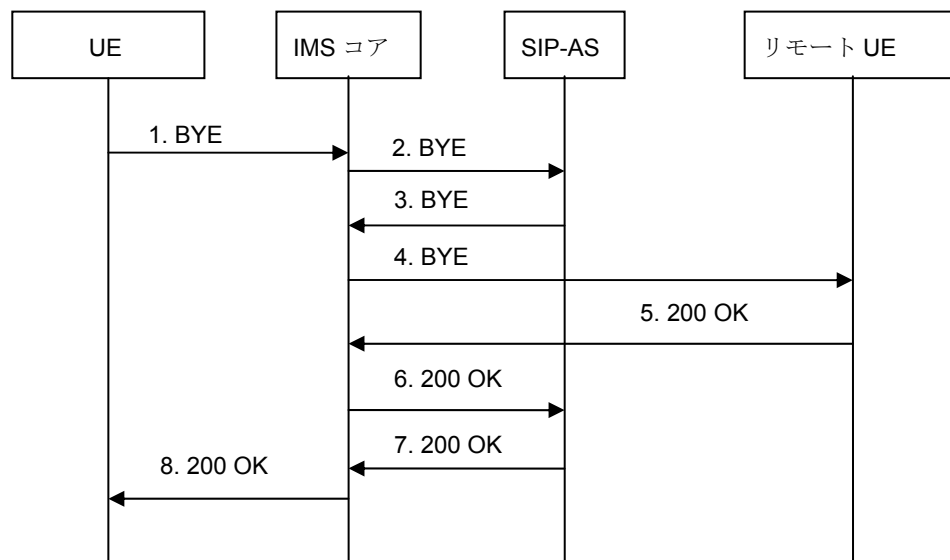 UE
IMS コア
SIP-AS
リモート UE
1. BYE
2. BYE
3. BYE
4. BYE
5. 200 OK
6. 200 OK
7. 200 OK
8. 200 OK